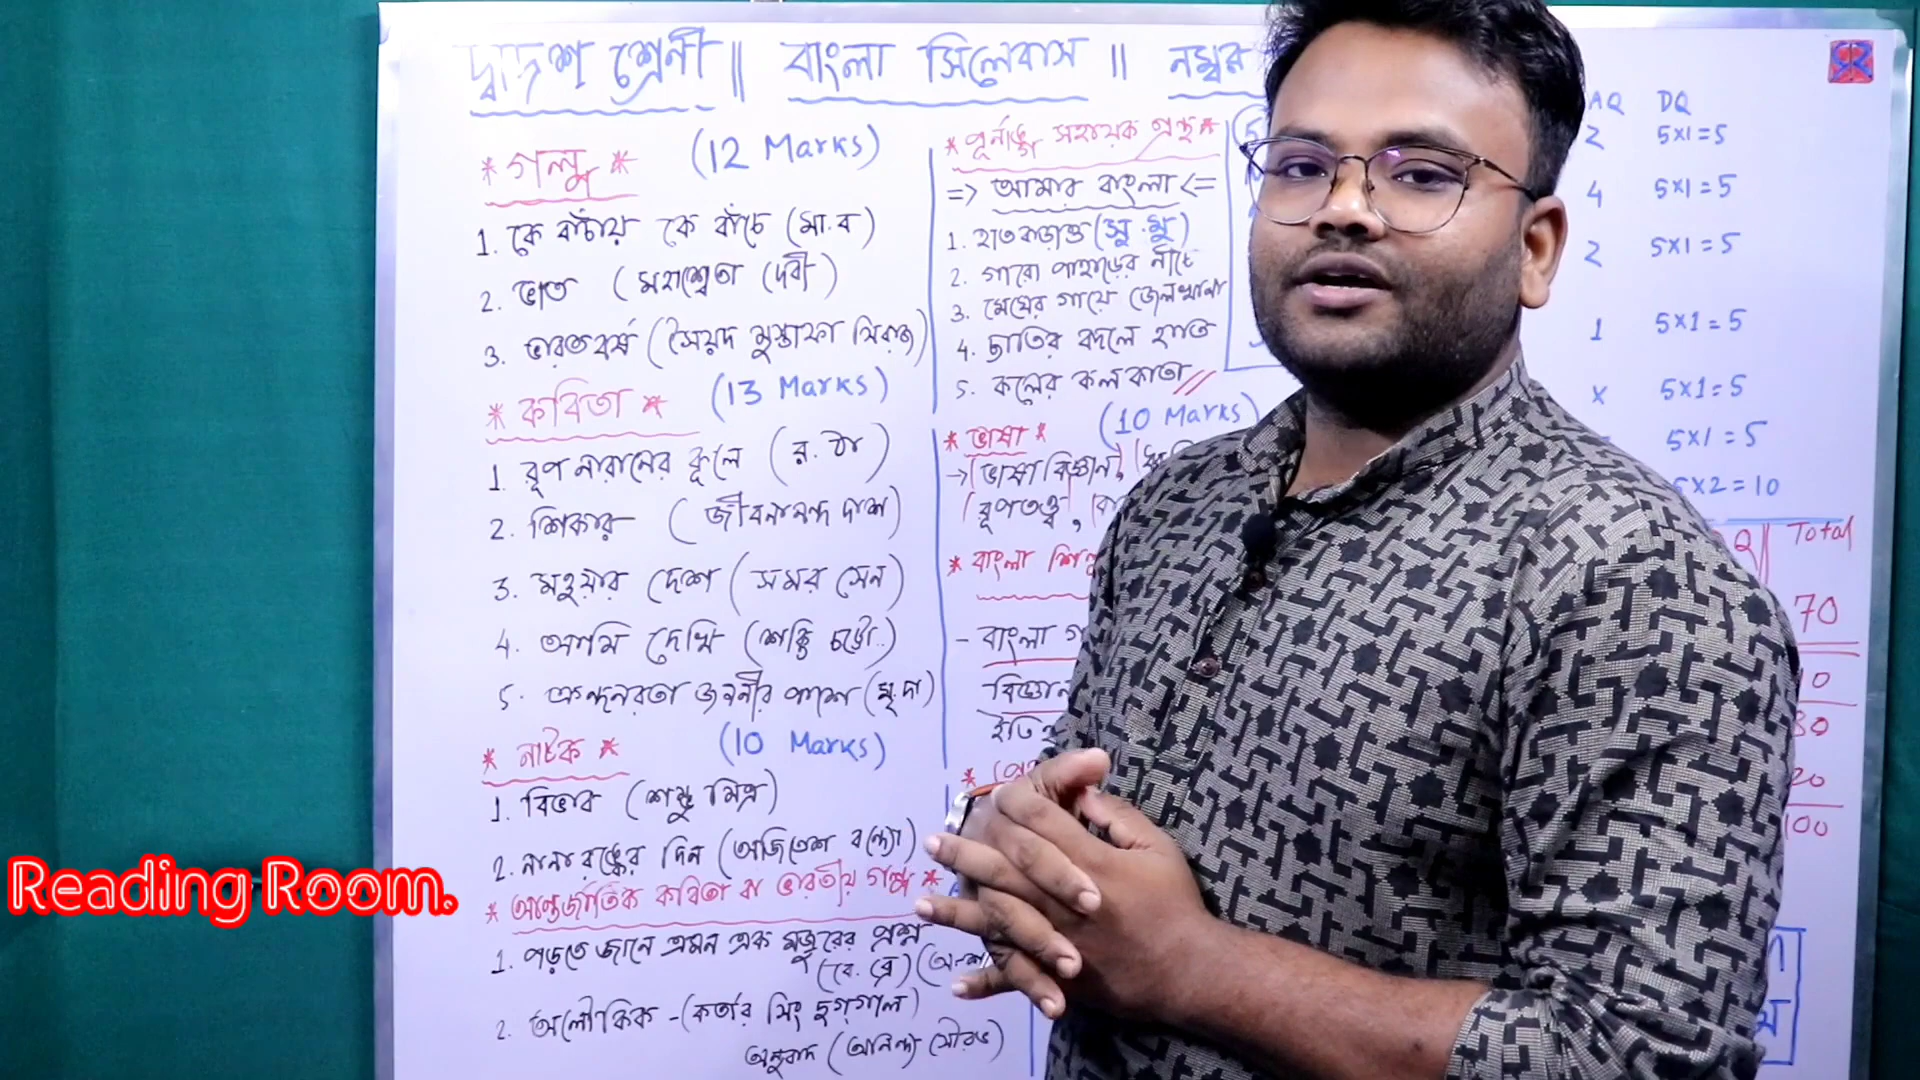 দ্বাদশ শ্রেনী || বাংলা সিলেবাস || নম্বর
* গল্প * (12 Marks)
1. কে বাঁচায় কে বাঁচে (মা.ব)
2. ভাত (মহাশ্বেতা দেবী)
3. ভারতবর্ষ (সৈয়দ মুস্তাফা সিরাজ)
* কবিতা * (13 Marks)
1. রূপনারানের কূলে (র. ঠা)
2. শিকার (জীবনানন্দ দাশ)
3. মহুয়ার দেশ (সমর সেন)
4. আমি দেখি (শক্তি চট্টো..)
5. ক্রন্দনরতা জননীর পাশে (মৃ.দা)
* নাটক * (10 Marks)
1. বিভাব (শম্ভু মিত্র)
2. নানা রঙের দিন (অজিতেশ বন্দ্যো)
* আন্তর্জাতিক কবিতা বা ভারতীয় গল্প *
1. পড়তে জানে এমন এক মজুরের প্রশ্ন
(বে. ব্রে)
2. অলৌকিক - (কর্তার সিং দুগ্গাল)
অনুবাদ (অনিন্দ্য সৌরভ)
* পূর্নাঙ্গ সহায়ক গ্রন্থ *
=> আমার বাংলা <=
1. হাতকড়াও (সু.মু)
2. গারো পাহাড়ের নীচে
3. মেঘের গায়ে জেলখানা
4. ছাতির বদলে হাতি
5. কলের কলকাতা //
* ভাষা * (10 Marks)
→ ভাষা বিজ্ঞান,
রূপতত্ত্ব,
* বাংলা
- বাংলা
AQ DQ
2 5x1=5
4 5x1=5
2 5x1=5
1 5x1=5
x 5x1=5
5x1=5
5x2=10
Total
70
100
Reading Room.